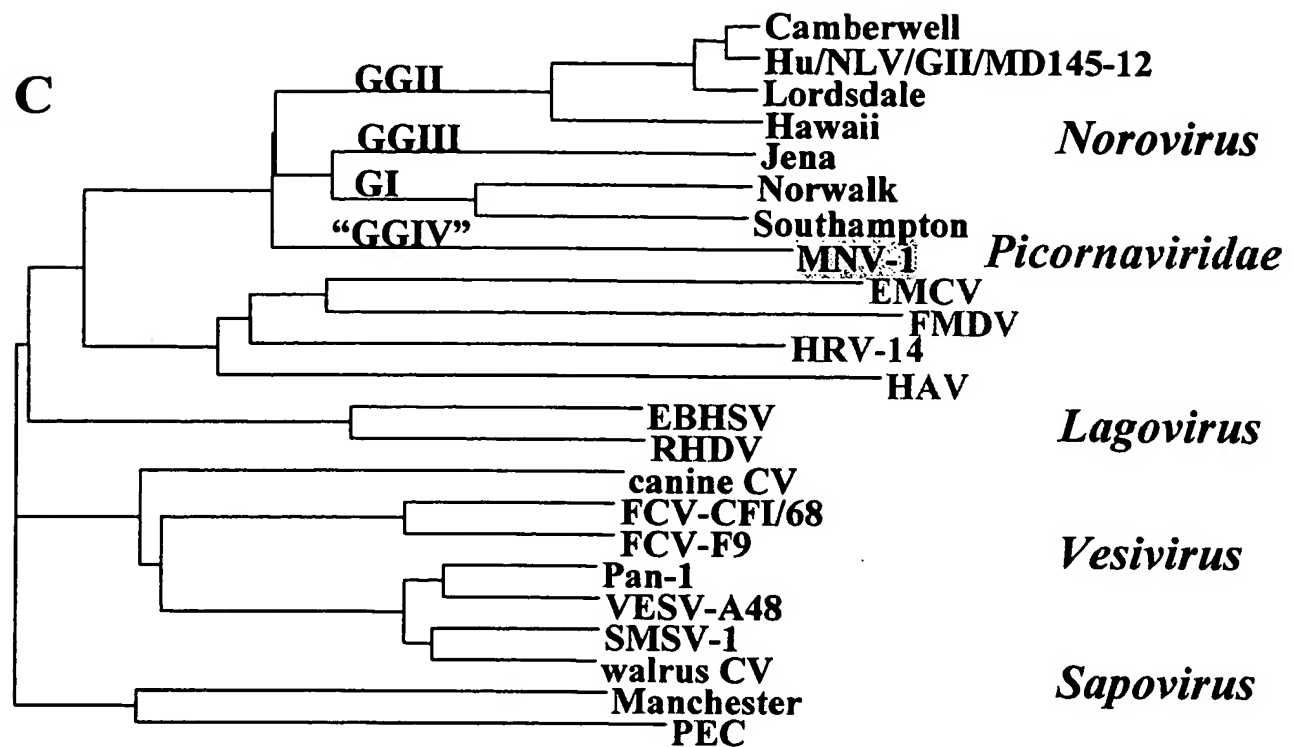 C
GGII
GGIII
GI
“GGIV”
Camberwell
Hu/NLV/GII/MD145-12
Lordsdale
Hawaii
Jena
Norwalk
Southampton
MNV-1
EMCV
FMDV
HRV-14
HAV
EBHSV
RHDV
canine CV
FCV-CFI/68
FCV-F9
Pan-1
VESV-A48
SMSV-1
walrus CV
Manchester
PEC
Norovirus
Picornaviridae
Lagovirus
Vesivirus
Sapovirus